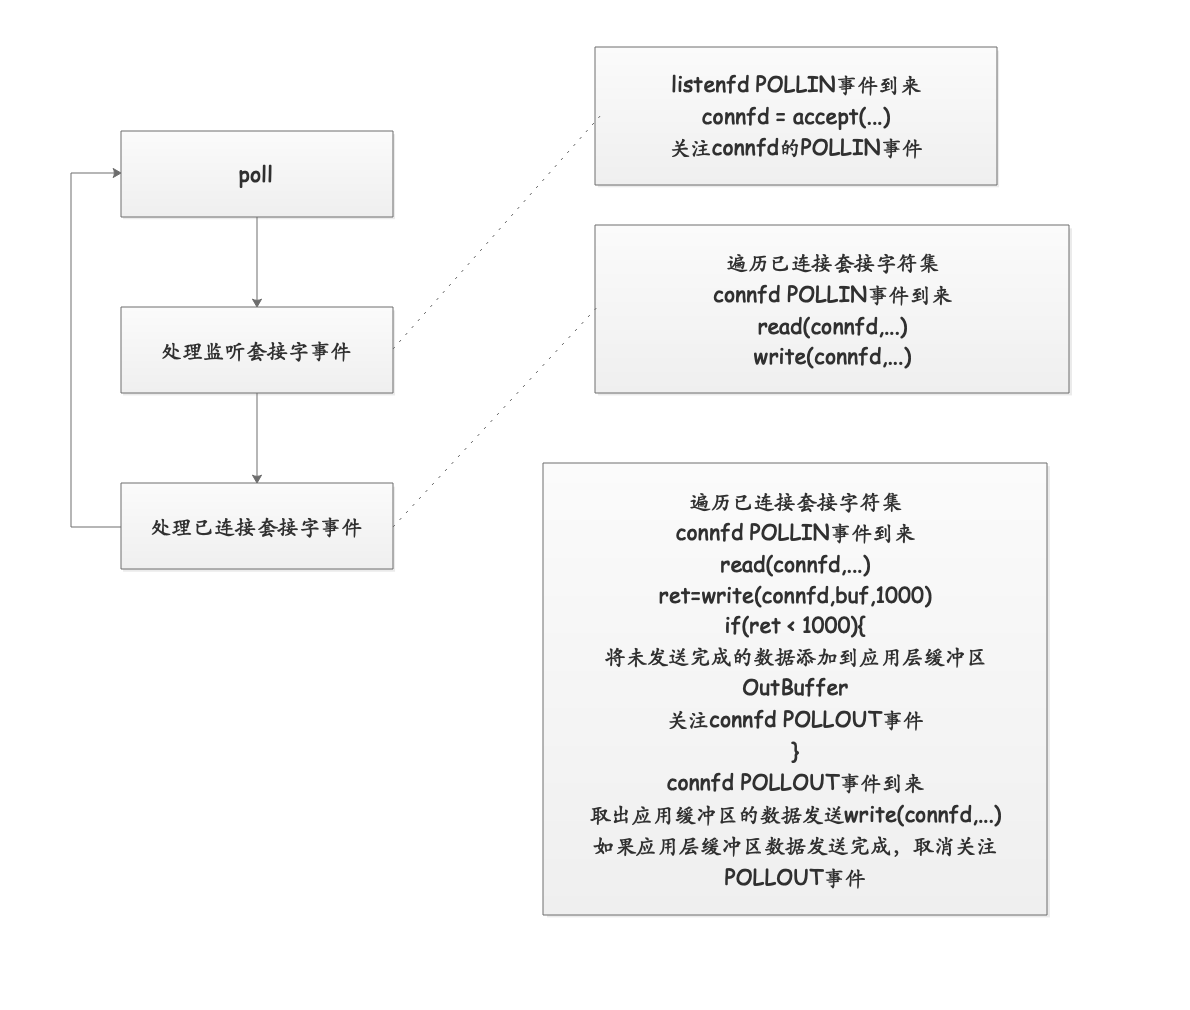 poll
处理监听套接字事件
处理已连接套接字事件
listenfd POLLIN事件到来
connfd = accept(...)
关注connfd的POLLIN事件
遍历已连接套接字符集
connfd POLLIN事件到来
read(connfd,...)
write(connfd,...)
遍历已连接套接字符集
connfd POLLIN事件到来
read(connfd,...)
ret=write(connfd,buf,1000)
if(ret < 1000){
将未发送完成的数据添加到应用层缓冲区
OutBuffer
关注connfd POLLOUT事件
}
connfd POLLOUT事件到来
取出应用缓冲区的数据发送write(connfd,...)
如果应用层缓冲区数据发送完成，取消关注
POLLOUT事件